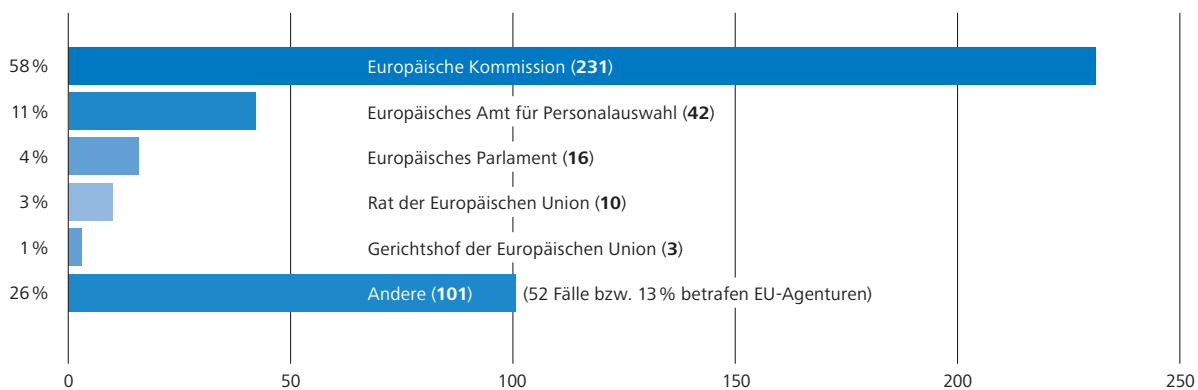 58 % Europäische Kommission (231)
11 % Europäisches Amt für Personalauswahl (42)
4 % Europäisches Parlament (16)
3 % Rat der Europäischen Union (10)
1 % Gerichtshof der Europäischen Union (3)
26 % Andere (101) (52 Fälle bzw. 13 % betrafen EU-Agenturen)
0 50 100 150 200 250